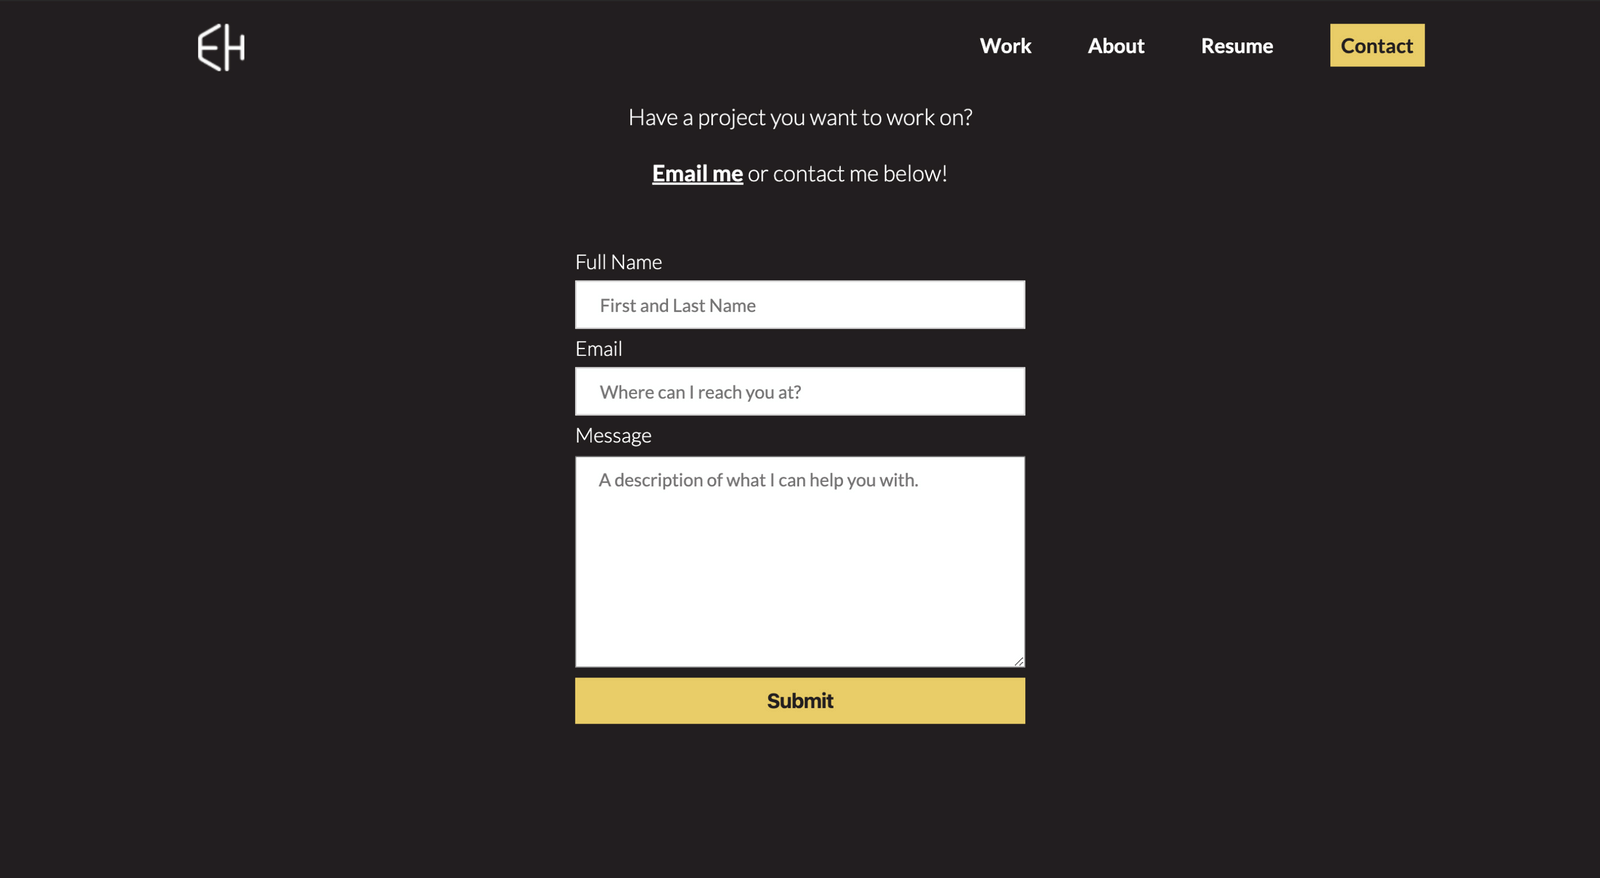 EH
Work About Resume Contact
Have a project you want to work on?
Email me or contact me below!
Full Name
First and Last Name
Email
Where can I reach you at?
Message
A description of what I can help you with.
Submit